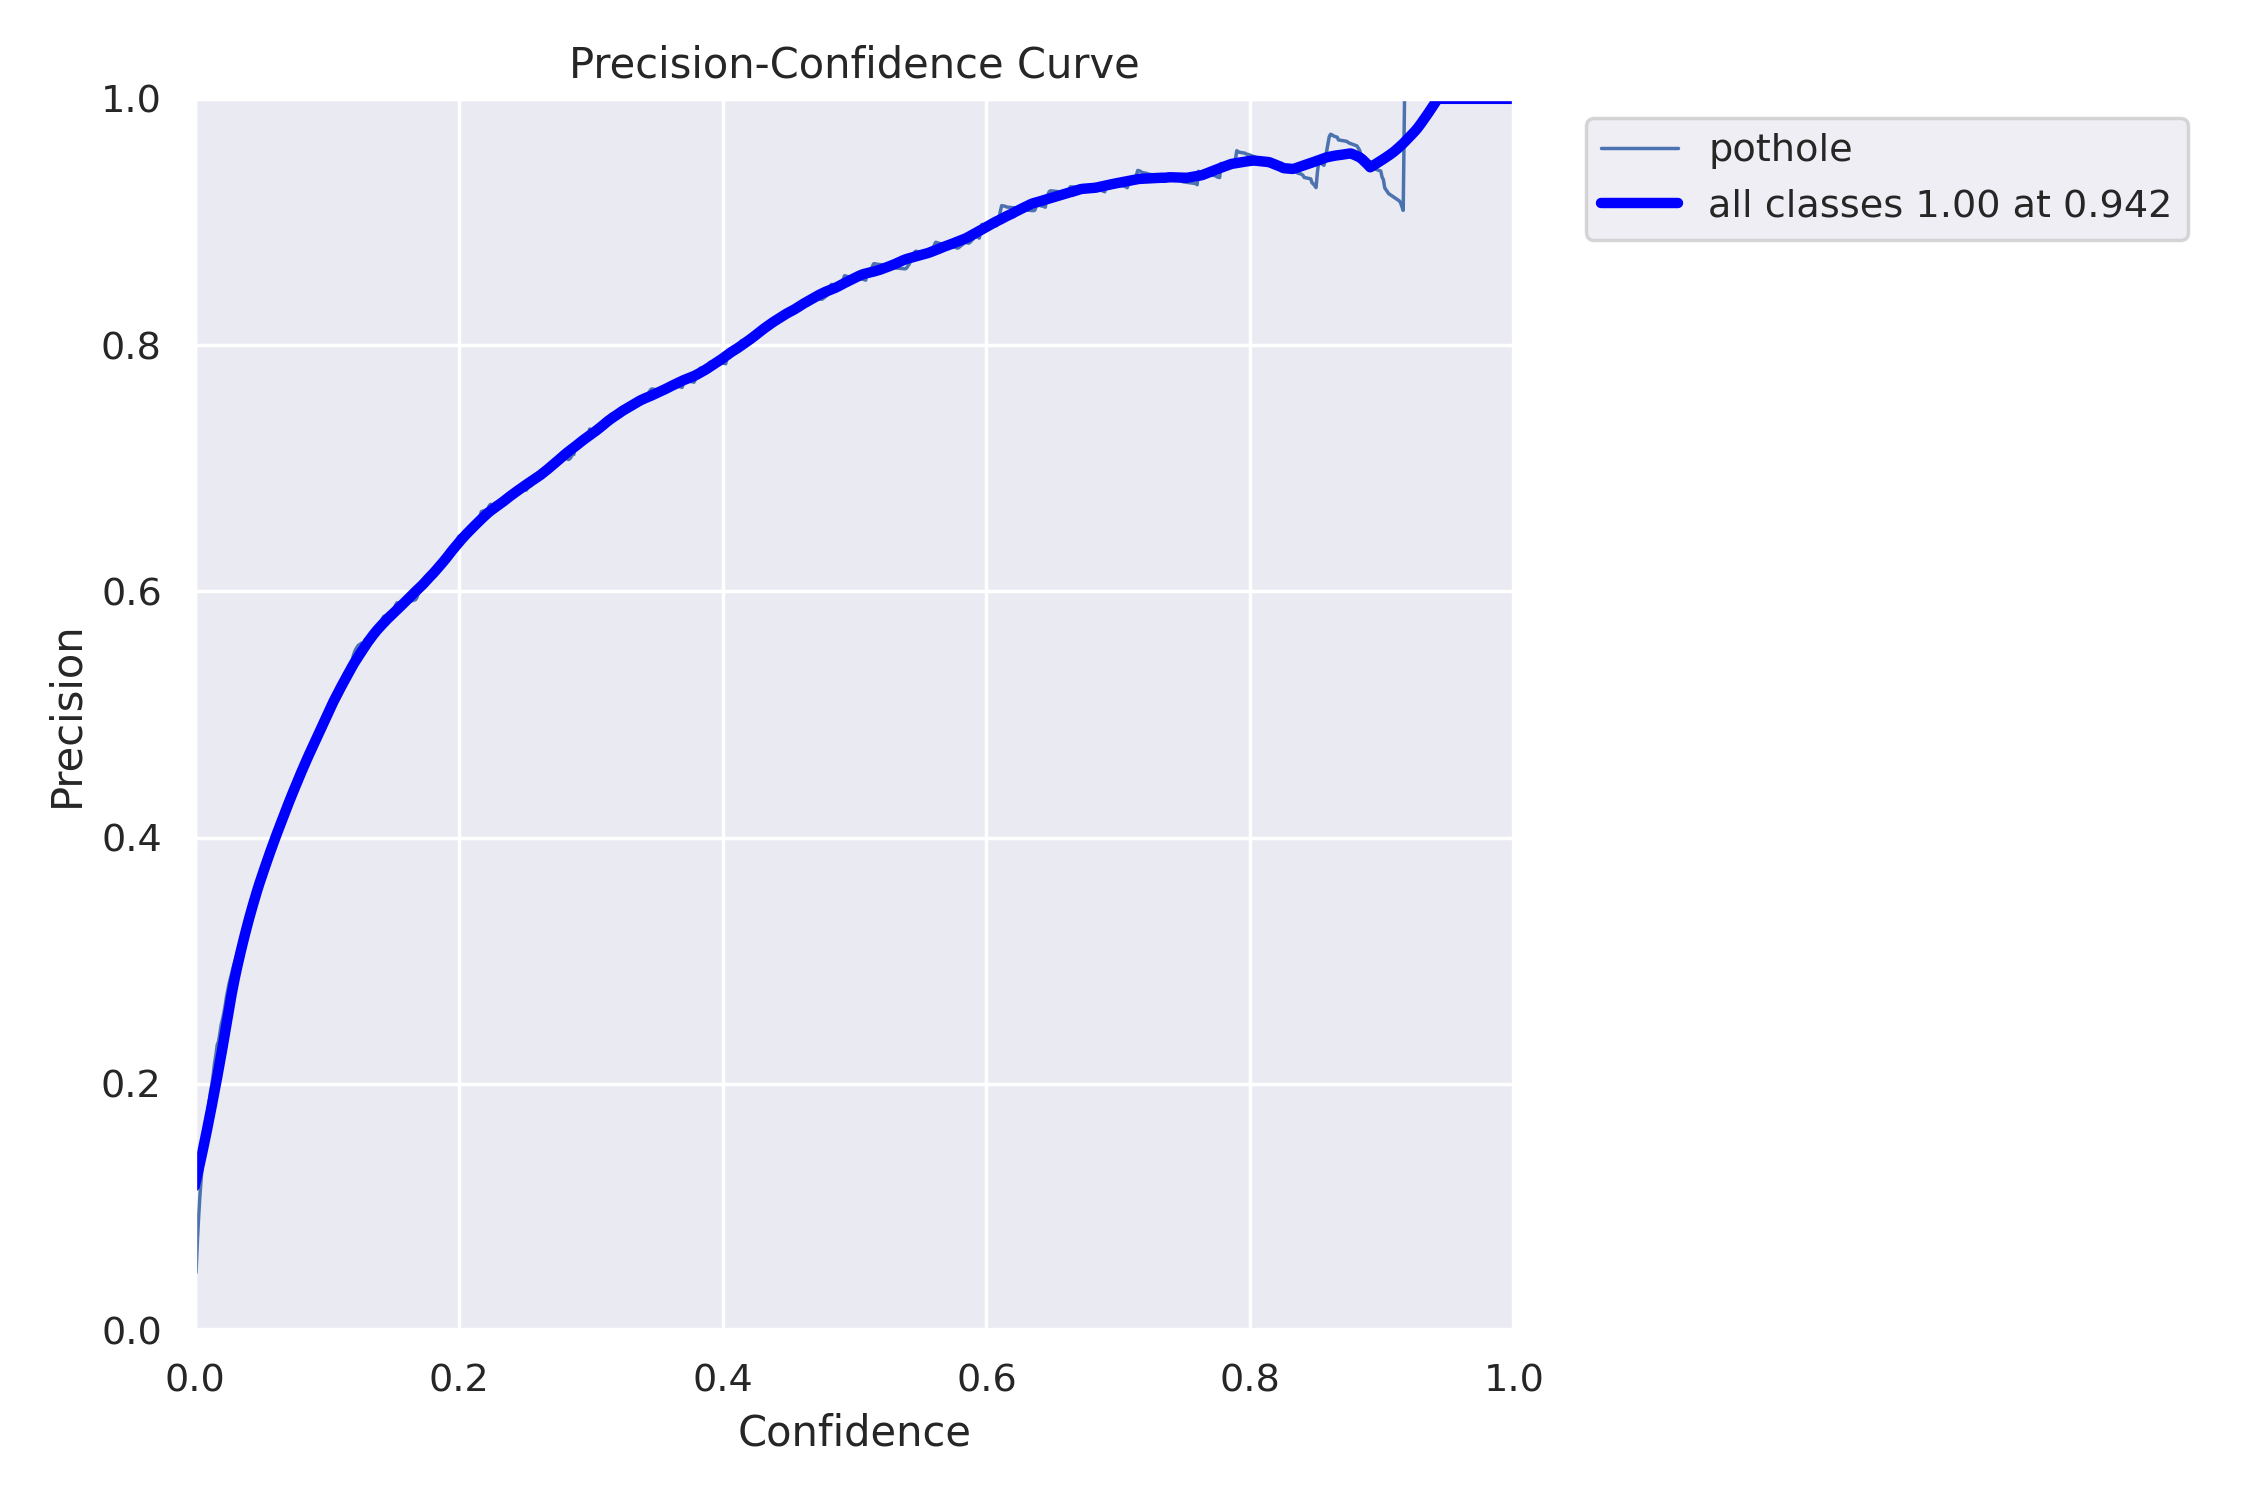 Precision-Confidence Curve
1.0
0.8
0.6
0.4
0.2
0.0
Precision
0.0 0.2 0.4 0.6 0.8 1.0
Confidence
pothole
all classes 1.00 at 0.942